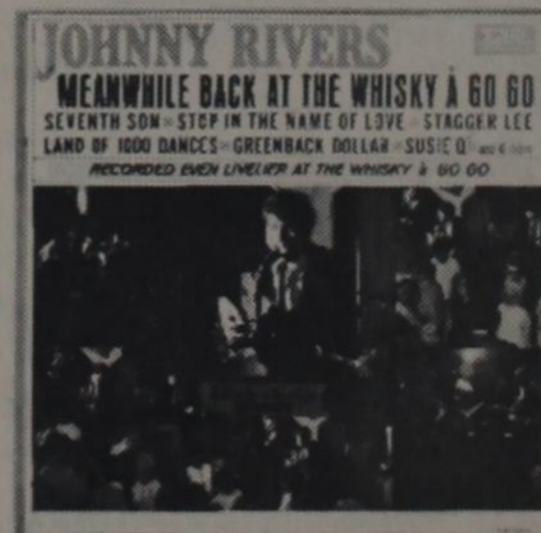 JOHNNY RIVERS
MEANWHILE BACK AT THE WHISKY À GO GO
SEVENTH SON STOP IN THE NAME OF LOVE STAGGER LEE
LAND OF 1000 DANCES GREENBACK DOLLAR SUSIE Q
RECORDED EVEN LIVELIER AT THE WHISKY à GO GO